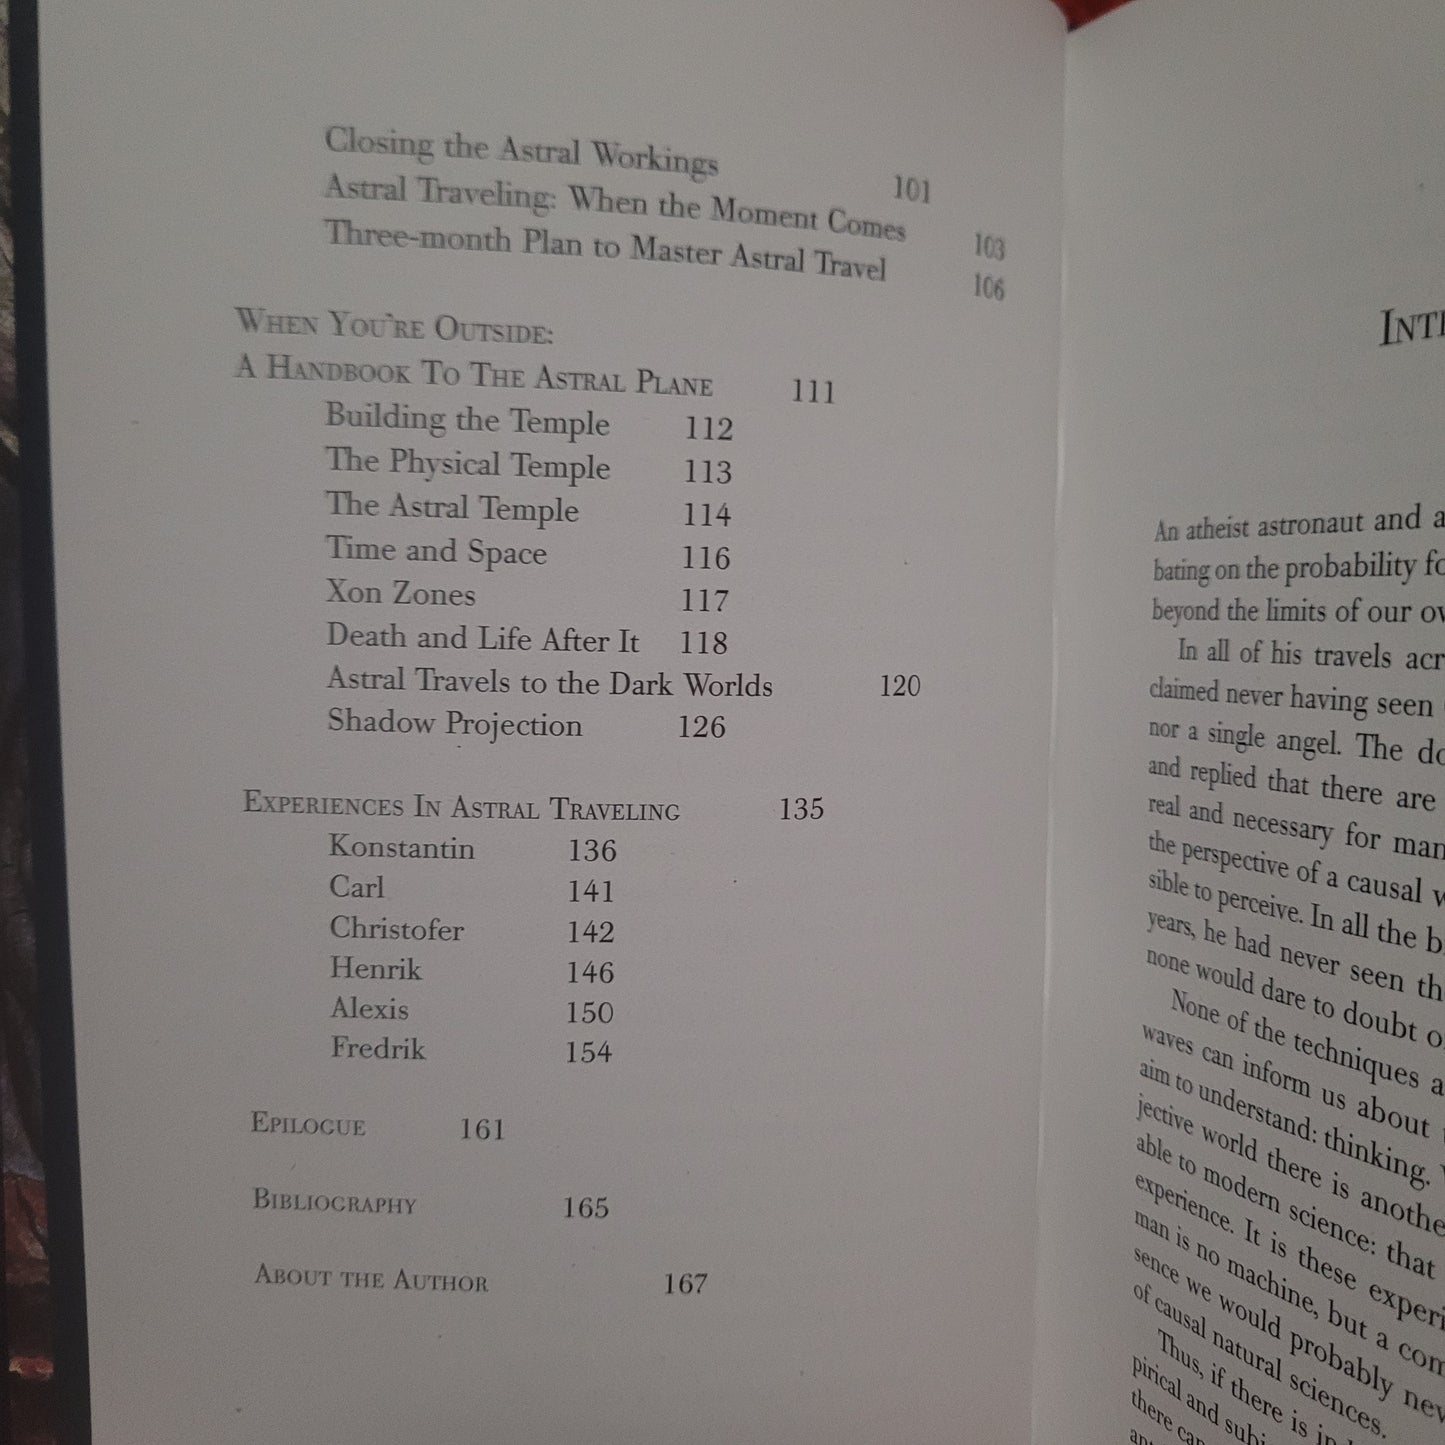 Closing the Astral Workings 101
Astral Traveling: When the Moment Comes 103
Three-month Plan to Master Astral Travel 106
When You're Outside:
A Handbook To The Astral Plane 111
Building the Temple 112
The Physical Temple 113
The Astral Temple 114
Time and Space 116
Xon Zones 117
Death and Life After It 118
Astral Travels to the Dark Worlds 120
Shadow Projection 126
Experiences In Astral Traveling 135
Konstantin 136
Carl 141
Christofer 142
Henrik 146
Alexis 150
Fredrik 154
Epilogue 161
Bibliography 165
About the Author 167
An atheist astronaut and
bating on the probability
beyond the limits of our
In all of his travels
claimed never having seen
nor a single angel. The
and replied that there are
real and necessary for
the perspective of a causal
sible to perceive. In all the
years, he had never seen
none would dare to doubt
None of the techniques
waves can inform us about
aim to understand: thinking.
jective world there is
able to modern science: that
experience. It is these
man is no machine, but a
sence we would probably
of causal natural sciences.
Thus, if there is
pirical and
there